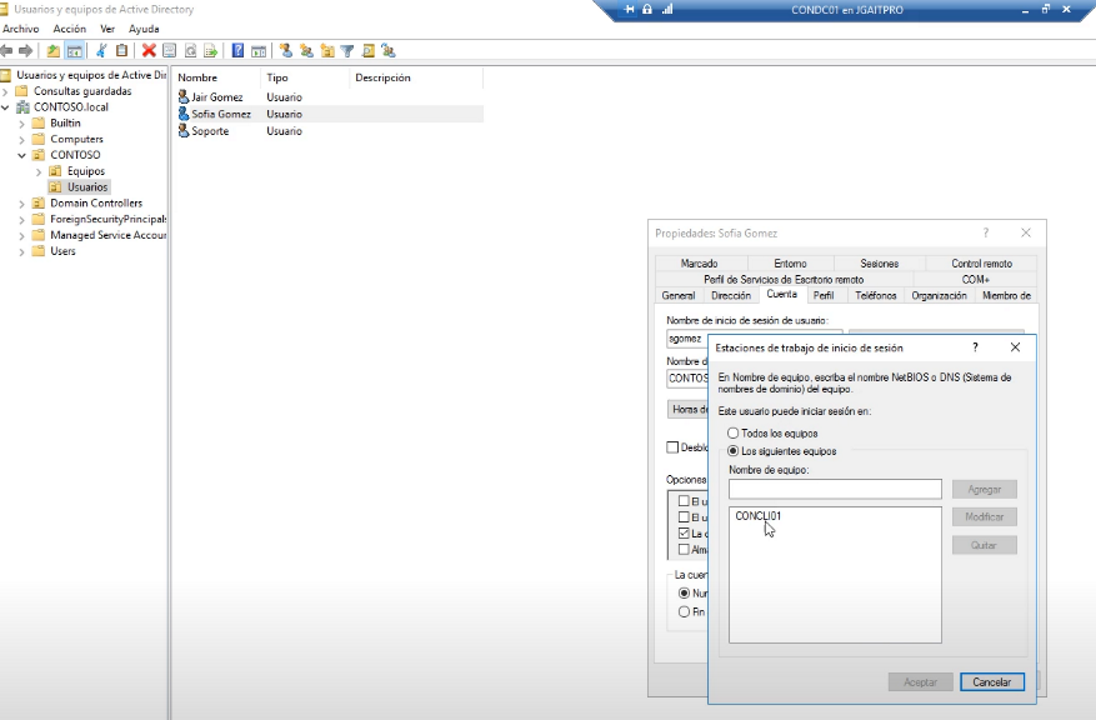 Usuarios y equipos de Active Directory
CONDC01 en JGAITPRO
Archivo Acción Ver Ayuda
Usuarios y equipos de Active Dir
Consultas guardadas
CONTOSO.local
Builtin
Computers
CONTOSO
Equipos
Usuarios
Domain Controllers
ForeignSecurityPrincipals
Managed Service Accour
Users
Nombre Tipo Descripción
Jair Gomez Usuario
Sofia Gomez Usuario
Soporte Usuario
Propiedades: Sofia Gomez ?
Marcado Entorno Sesiones Control remoto
Perfil de Servicios de Escritorio remoto COM+
General Dirección Cuenta Perfil Teléfonos Organización Miembro de
Nombre de inicio de sesión de usuario:
sgomez
Nombre d
CONTOS
Horas de
Desblo
Opciones
El u
El u
La c
Alma
La cuen
Nun
Fin
Estaciones de trabajo de inicio de sesión ?
En Nombre de equipo, escriba el nombre NetBIOS o DNS (Sistema de
nombres de dominio) del equipo.
Este usuario puede iniciar sesión en:
Todos los equipos
Los siguientes equipos
Nombre de equipo:
Agregar
CONCLI01
Modificar
Quitar
Aceptar Cancelar